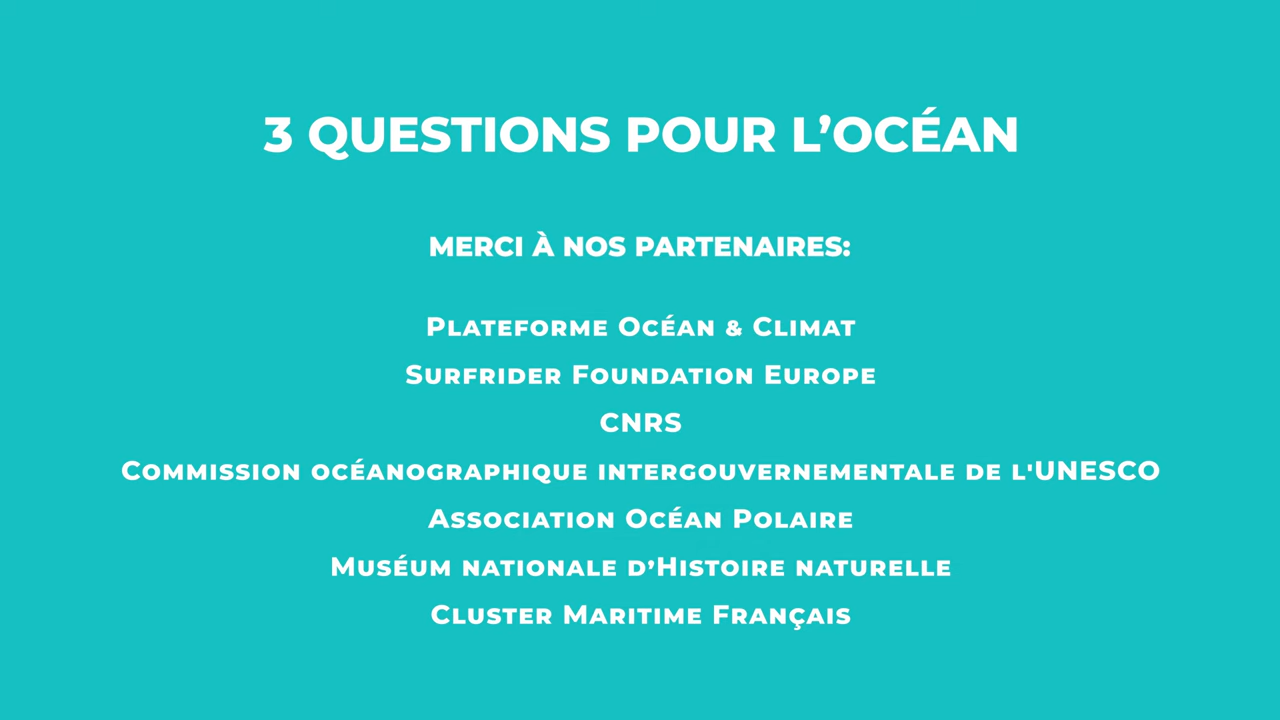 3 QUESTIONS POUR L’OCÉAN
MERCI À NOS PARTENAIRES:
Plateforme Océan & Climat
Surfrider Foundation Europe
CNRS
Commission océanographique intergouvernementale de l'UNESCO
Association Océan Polaire
Muséum nationale d’Histoire naturelle
Cluster Maritime Français